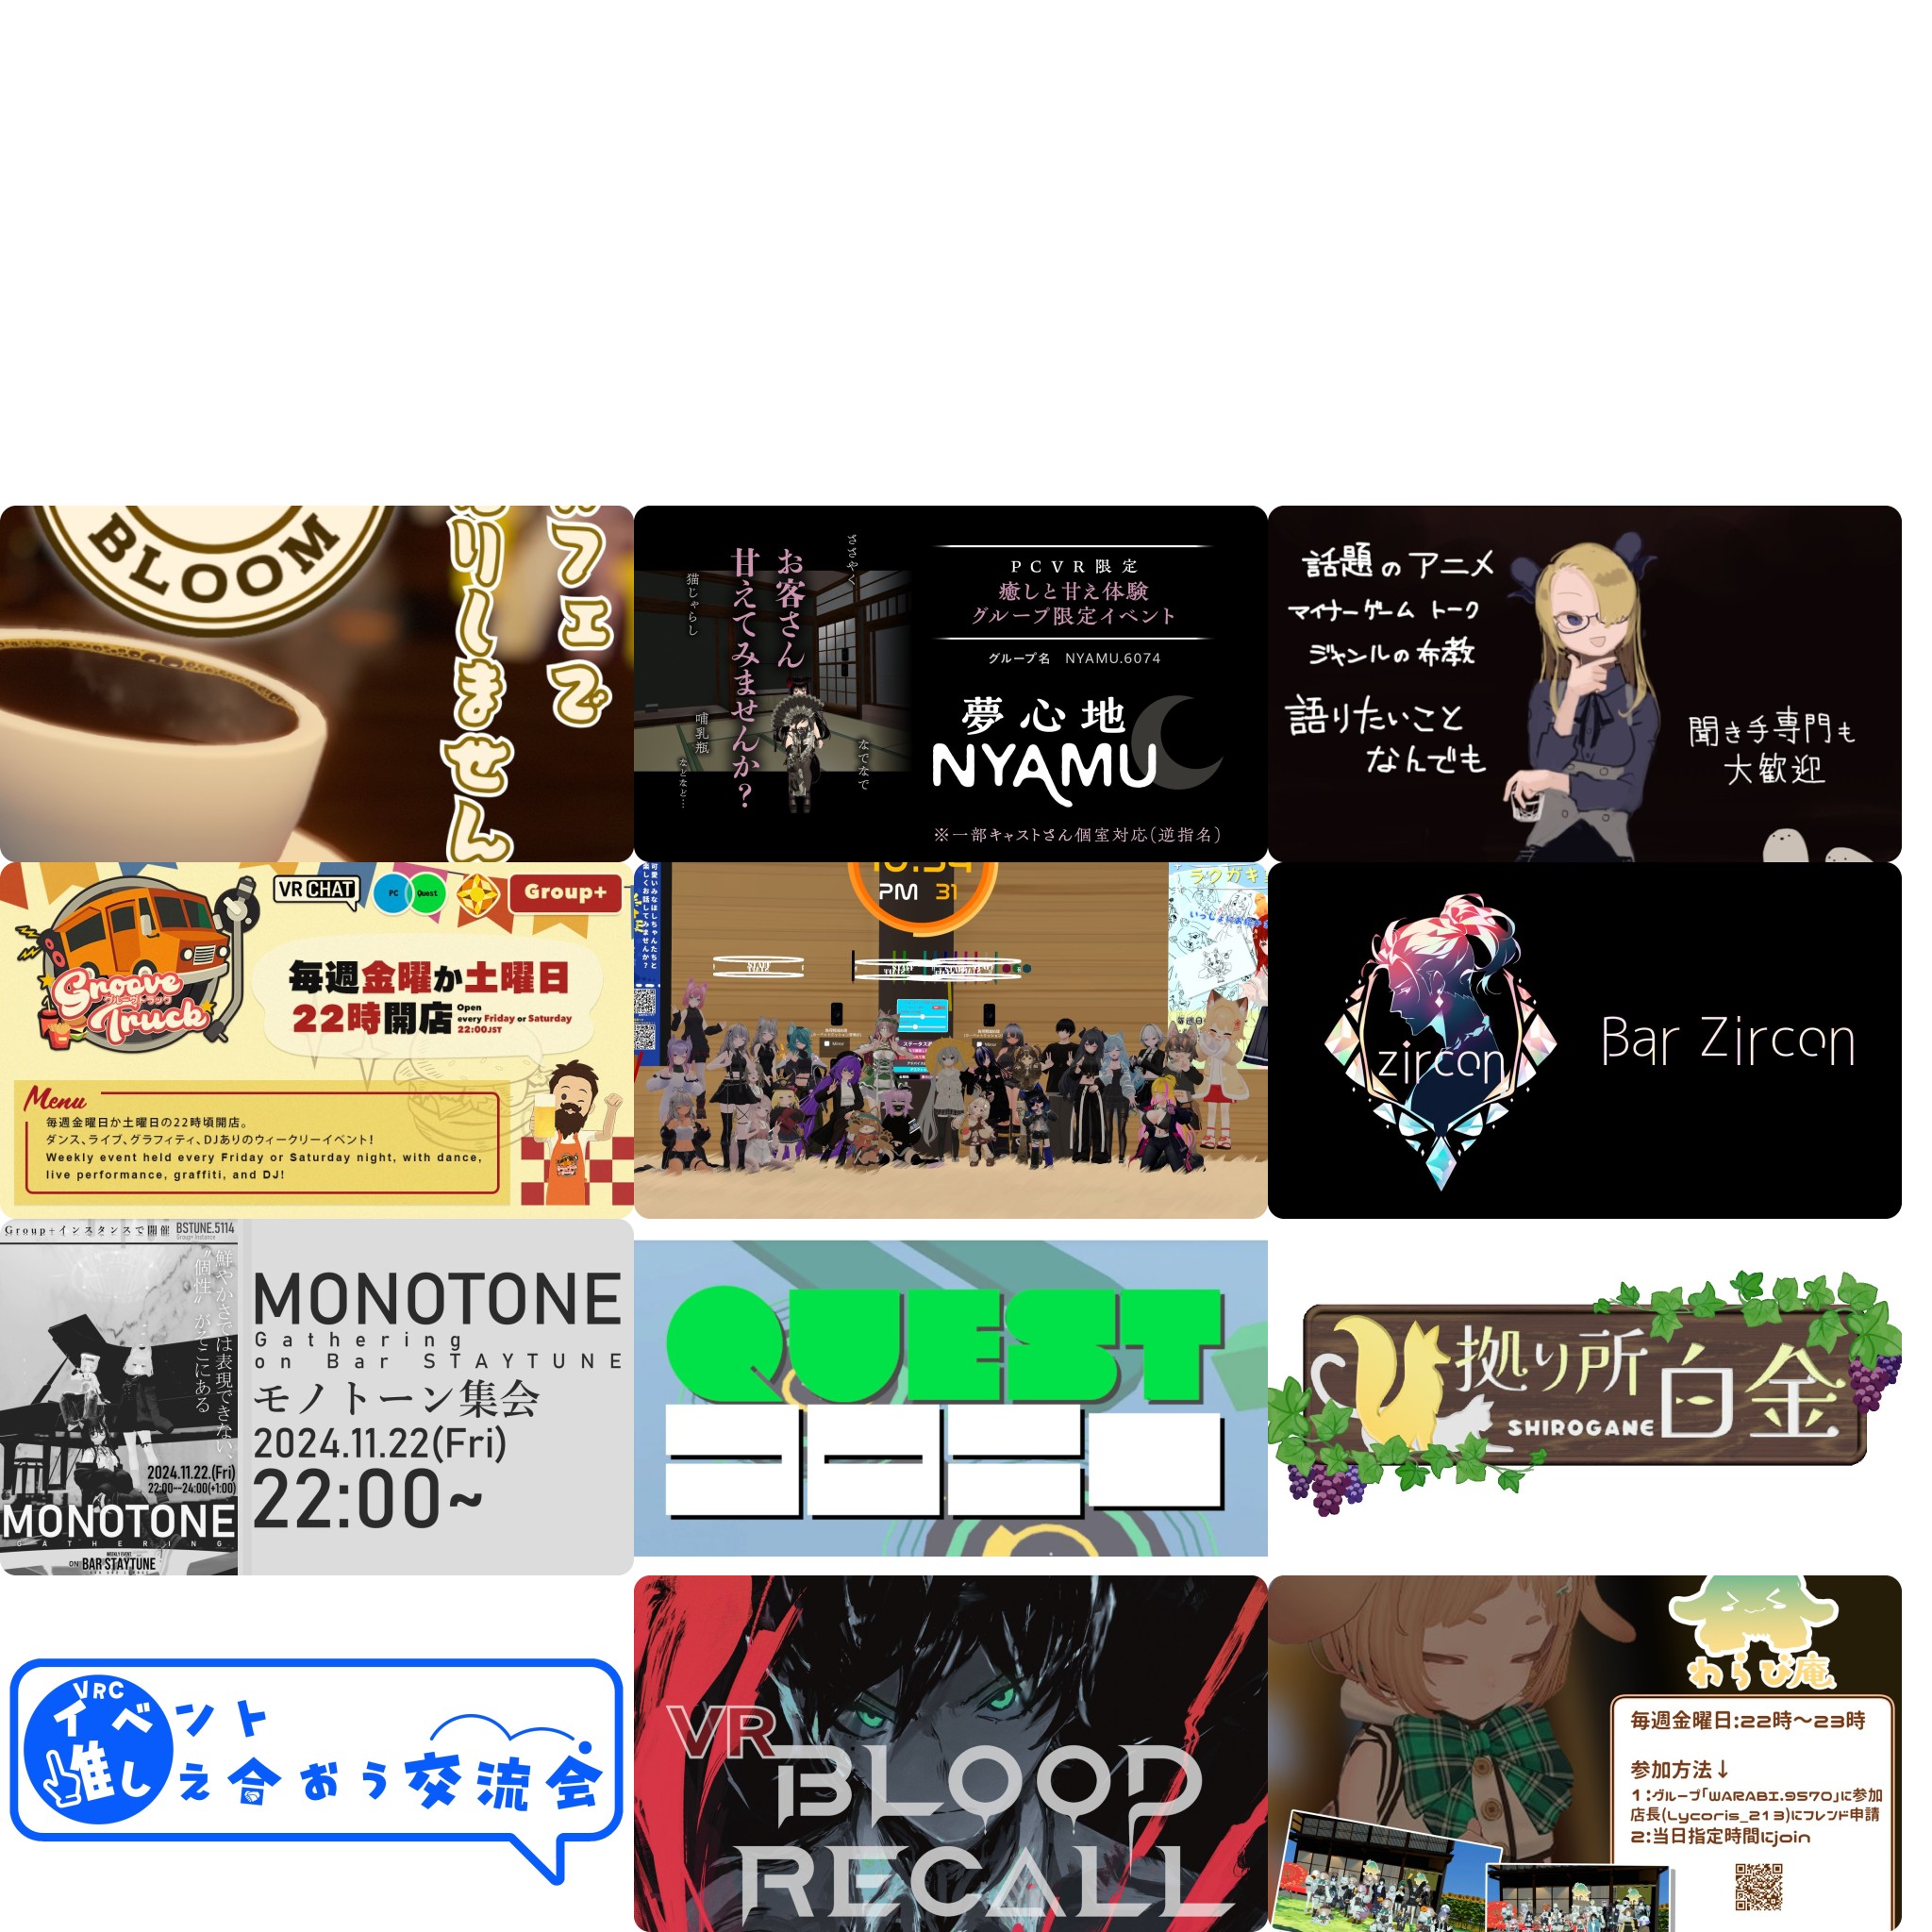 BLOOM
フェで
りしません
PCVR限定
癒しと甘え体験
グループ限定イベント
グループ名 NYAMU.6074
夢心地
NYAMU
※一部キャストさん個室対応(逆指名)
お客さん
甘えてみませんか?
ささやく
猫じゃらし
哺乳瓶
なでなで
などなど…
話題のアニメ
マイナーゲーム トーク
ジャンルの布教
語りたいこと
なんでも
聞き手専門も
大歓迎
Groove
グルーヴトラック
Truck
VRCHAT
PC
Quest
Group+
毎週金曜か土曜日
22時開店
Open
every Friday or Saturday
22:00JST
Menu
毎週金曜日か土曜日の22時頃開店。
ダンス、ライブ、グラフィティ、DJありのウィークリーイベント!
Weekly event held every Friday or Saturday night, with dance,
live performance, graffiti, and DJ!
PM 31
ラクガキ
zircon
Bar Zircon
Group+インスタンスで開催 BSTUNE.5114
Group+ Instance
鮮やかさでは表現できない、
"個性"がそこにある
2024.11.22.(Fri)
22:00~24:00(+1:00)
MONOTONE
GATHERING
ON BAR STAYTUNE
MONOTONE
Gathering
on Bar STAYTUNE
モノトーン集会
2024.11.22(Fri)
22:00~
QUEST
拠り所
白金
SHIROGANE
VRC
イベント
推し え合おう交流会
VR
BLOOD
RECALL
わらび庵
毎週金曜日:22時~23時
参加方法↓
1:グループ「WARABI.9570」に参加
店長(Lycoris_213)にフレンド申請
2:当日指定時間にjoin